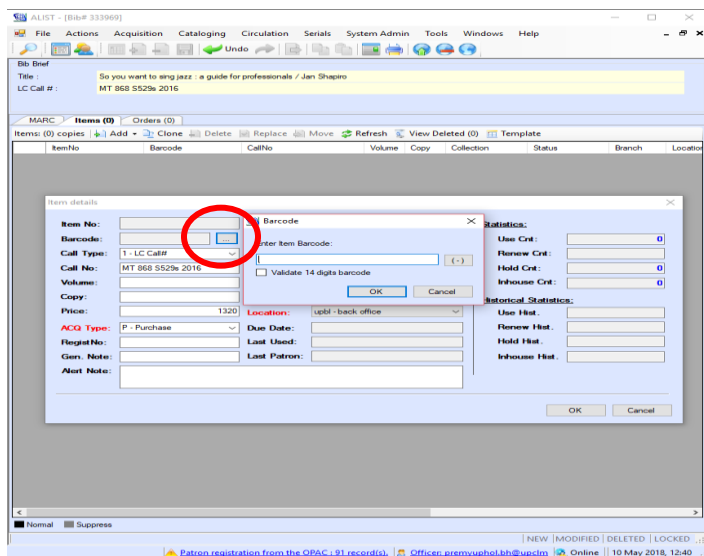 ALIST - [Bib# 333969]
File Actions Acquisition Cataloging Circulation Serials System Admin Tools Windows Help
Undo
Bib Brief
Title : So you want to sing jazz : a guide for professionals / Jan Shapiro
LC Call # : MT 868 S529s 2016
MARC Items (0) Orders (0)
Items: (0) copies Add Clone Delete Replace Move Refresh View Deleted (0) Template
ItemNo Barcode CallNo Volume Copy Collection Status Branch Location
Item details
Item No: Barcode Statistics:
Barcode: ... Enter Item Barcode: Use Cnt: 0
Call Type: 1 - LC Call# (-) Renew Cnt:
Call No: MT 868 S529s 2016 Validate 14 digits barcode Hold Cnt: 0
Volume: OK Cancel Inhouse Cnt: 0
Copy: Historical Statistics:
Price: 1320 Location: upbl - back office Use Hist.
ACQ Type: P - Purchase Due Date: Renew Hist.
RegistNo: Last Used: Hold Hist.
Gen. Note: Last Patron: Inhouse Hist.
Alert Note:
OK Cancel
Normal Suppress
NEW MODIFIED DELETED LOCKED
Patron registration from the OPAC : 91 record(s). Officer: premyuphol.bh@upclm Online 10 May 2018, 12:40